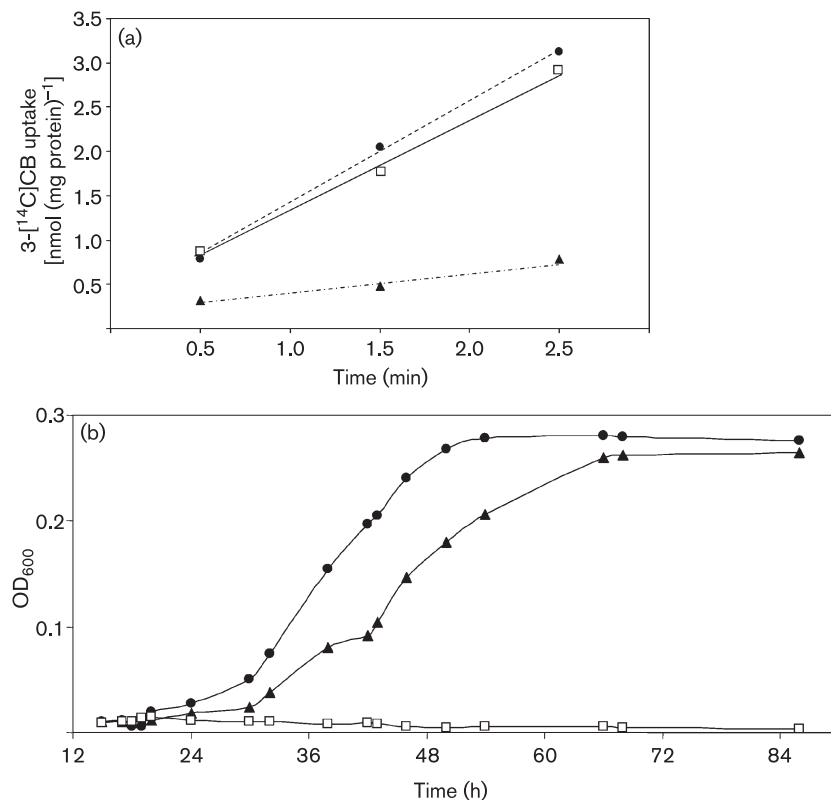 (a)
3-[¹⁴C]CB uptake
[nmol (mg protein)⁻¹]
3.5
3.0
2.5
2.0
1.5
1.0
0.5
0.5 1.0 1.5 2.0 2.5
Time (min)
(b)
OD₆₀₀
0.3
0.2
0.1
12 24 36 48 60 72 84
Time (h)